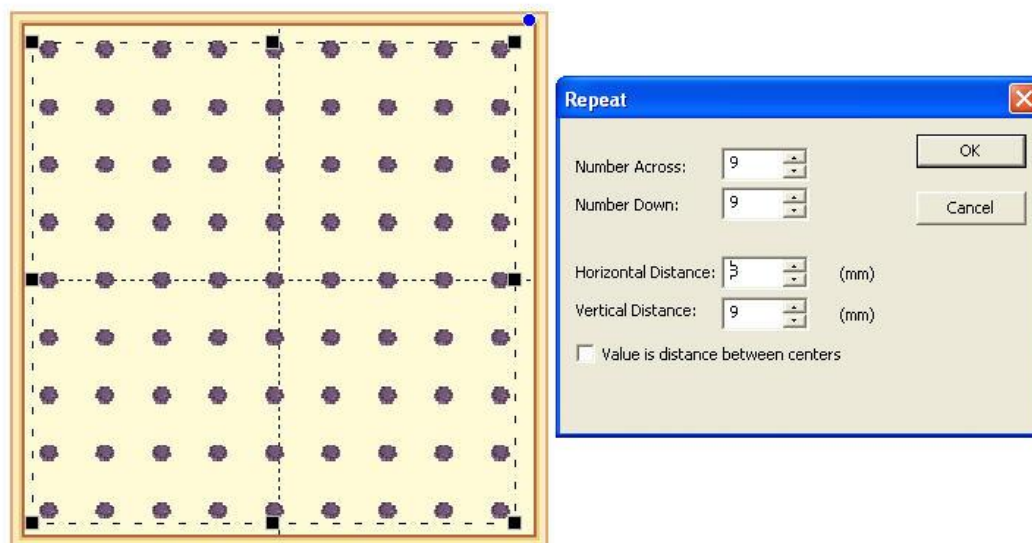 Repeat
Number Across: 9
OK
Number Down: 9
Cancel
Horizontal Distance: (mm)
Vertical Distance: 9 (mm)
Value is distance between centers